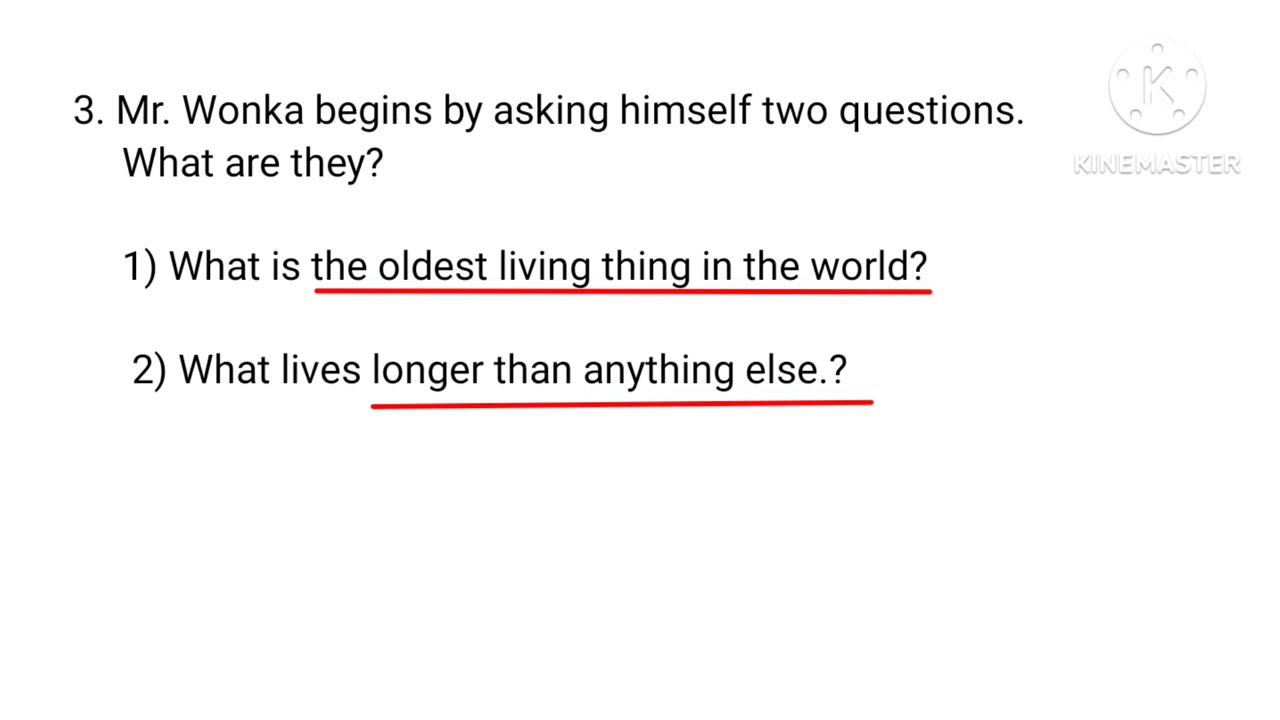 3. Mr. Wonka begins by asking himself two questions.
What are they?
1) What is the oldest living thing in the world?
2) What lives longer than anything else.?
K
KINEMASTER